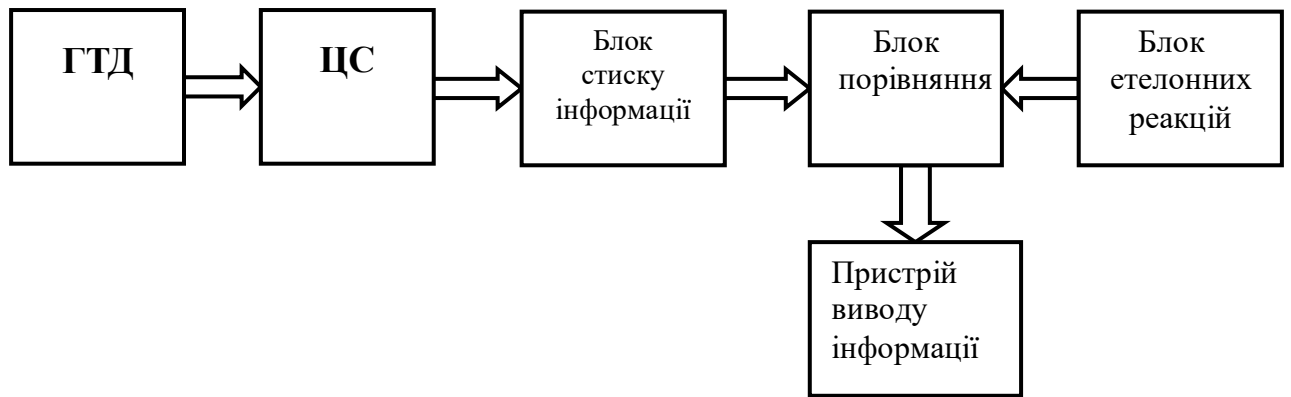 ГТД
ЦС
Блок
стиску
інформації
Блок
порівняння
Блок
етелонних
реакцій
Пристрій
виводу
інформації